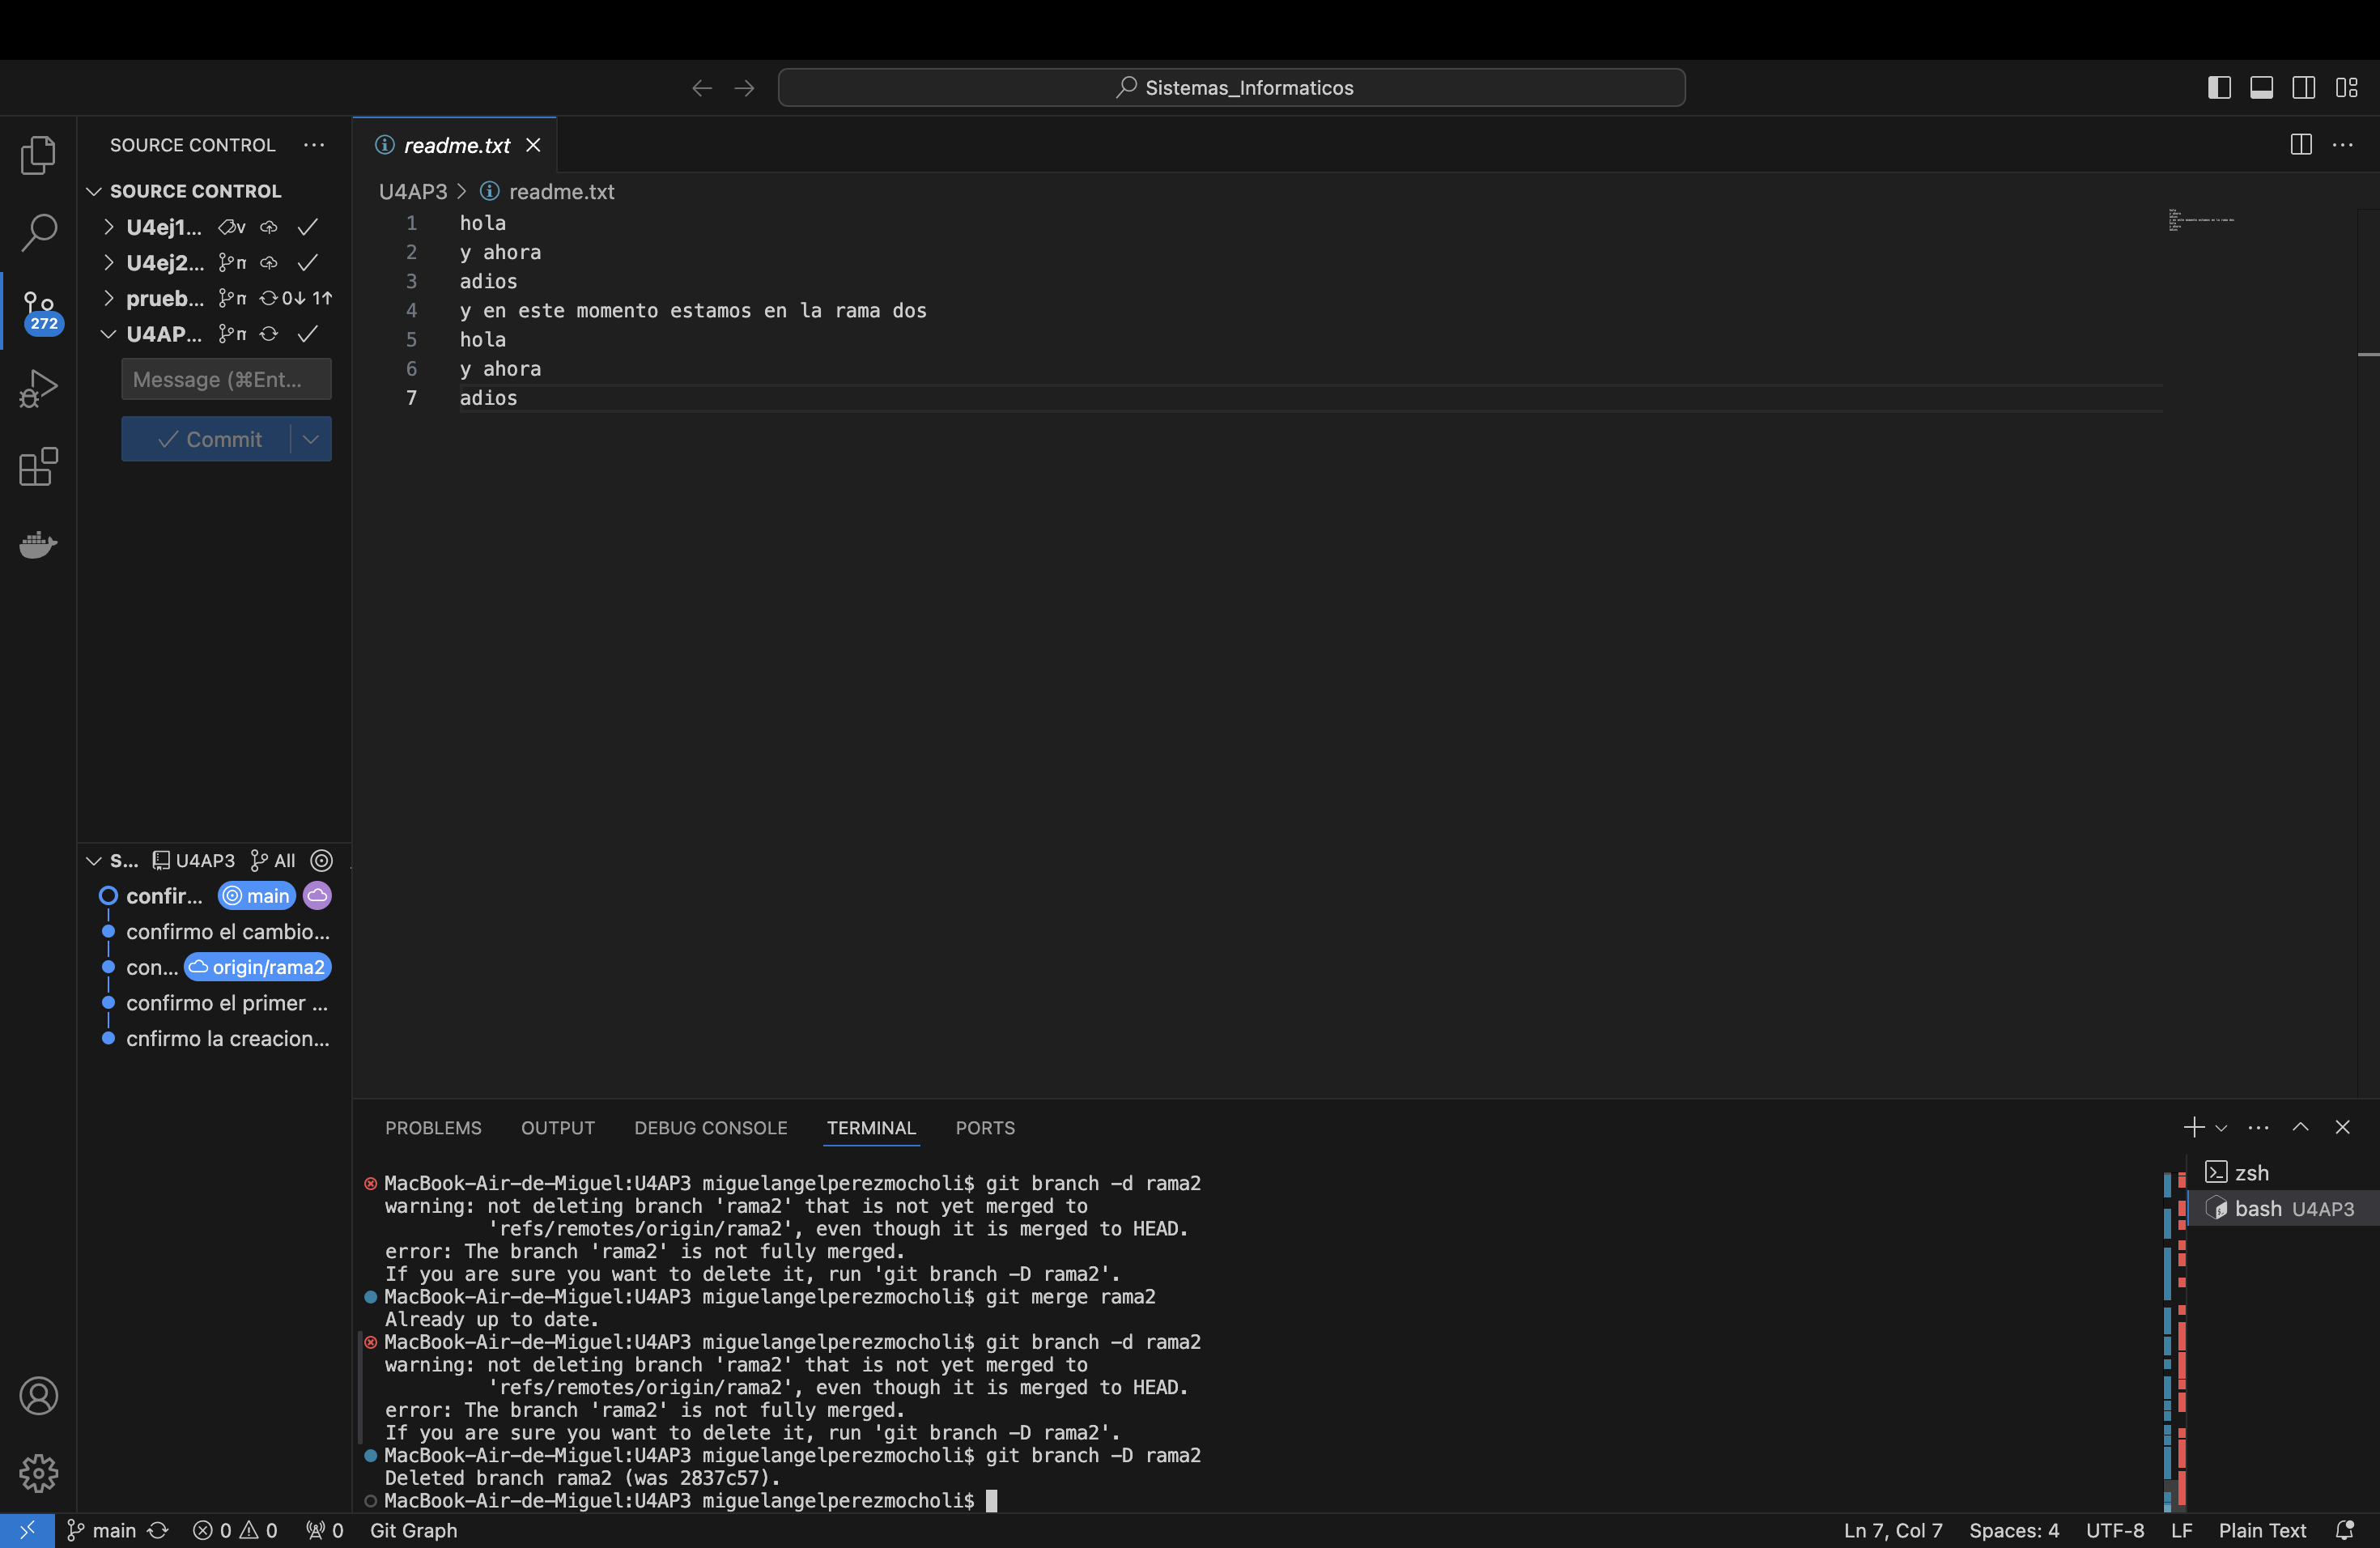 Sistemas_Informaticos
SOURCE CONTROL
SOURCE CONTROL
U4ej1... v
U4ej2...
prueb... 0↓ 1↑
U4AP...
Message (⌘Ent...
Commit
272
readme.txt
U4AP3 > readme.txt
1 hola
2 y ahora
3 adios
4 y en este momento estamos en la rama dos
5 hola
6 y ahora
7 adios
S... U4AP3 All
confir... main
confirmo el cambio...
con... origin/rama2
confirmo el primer ...
cnfirmo la creacion...
PROBLEMS OUTPUT DEBUG CONSOLE TERMINAL PORTS
MacBook-Air-de-Miguel:U4AP3 miguelangelperezmocholi$ git branch -d rama2
warning: not deleting branch 'rama2' that is not yet merged to
'refs/remotes/origin/rama2', even though it is merged to HEAD.
error: The branch 'rama2' is not fully merged.
If you are sure you want to delete it, run 'git branch -D rama2'.
MacBook-Air-de-Miguel:U4AP3 miguelangelperezmocholi$ git merge rama2
Already up to date.
MacBook-Air-de-Miguel:U4AP3 miguelangelperezmocholi$ git branch -d rama2
warning: not deleting branch 'rama2' that is not yet merged to
'refs/remotes/origin/rama2', even though it is merged to HEAD.
error: The branch 'rama2' is not fully merged.
If you are sure you want to delete it, run 'git branch -D rama2'.
MacBook-Air-de-Miguel:U4AP3 miguelangelperezmocholi$ git branch -D rama2
Deleted branch rama2 (was 2837c57).
MacBook-Air-de-Miguel:U4AP3 miguelangelperezmocholi$
zsh
bash U4AP3
main 0 0 0 Git Graph
Ln 7, Col 7 Spaces: 4 UTF-8 LF Plain Text